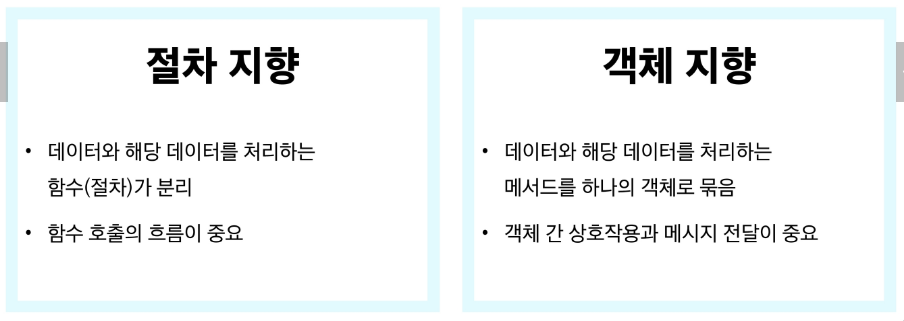 절차 지향
• 데이터와 해당 데이터를 처리하는
함수(절차)가 분리
• 함수 호출의 흐름이 중요
객체 지향
• 데이터와 해당 데이터를 처리하는
메서드를 하나의 객체로 묶음
• 객체 간 상호작용과 메시지 전달이 중요